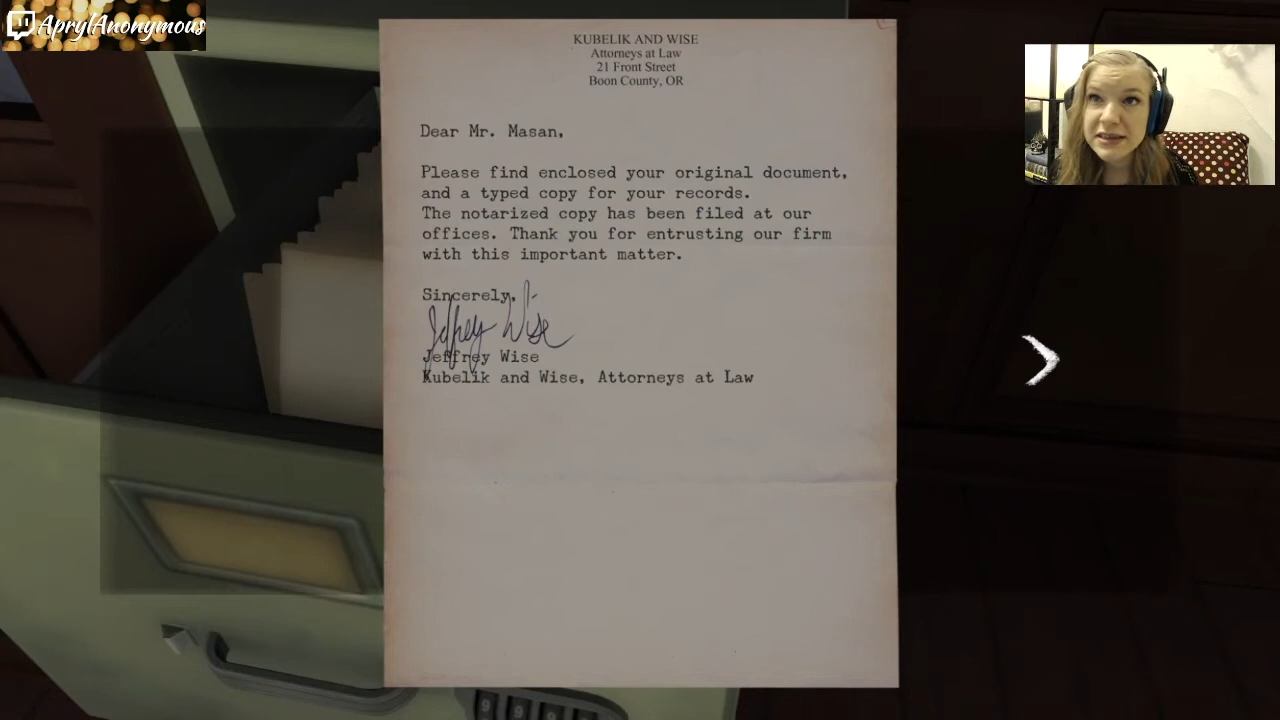 AprylAnonymous
KUBELIK AND WISE
Attorneys at Law
21 Front Street
Boon County, OR
Dear Mr. Masan,
Please find enclosed your original document,
and a typed copy for your records.
The notarized copy has been filed at our
offices. Thank you for entrusting our firm
with this important matter.
Sincerely,
Jeffrey Wise
Jeffrey Wise
Kubelik and Wise, Attorneys at Law